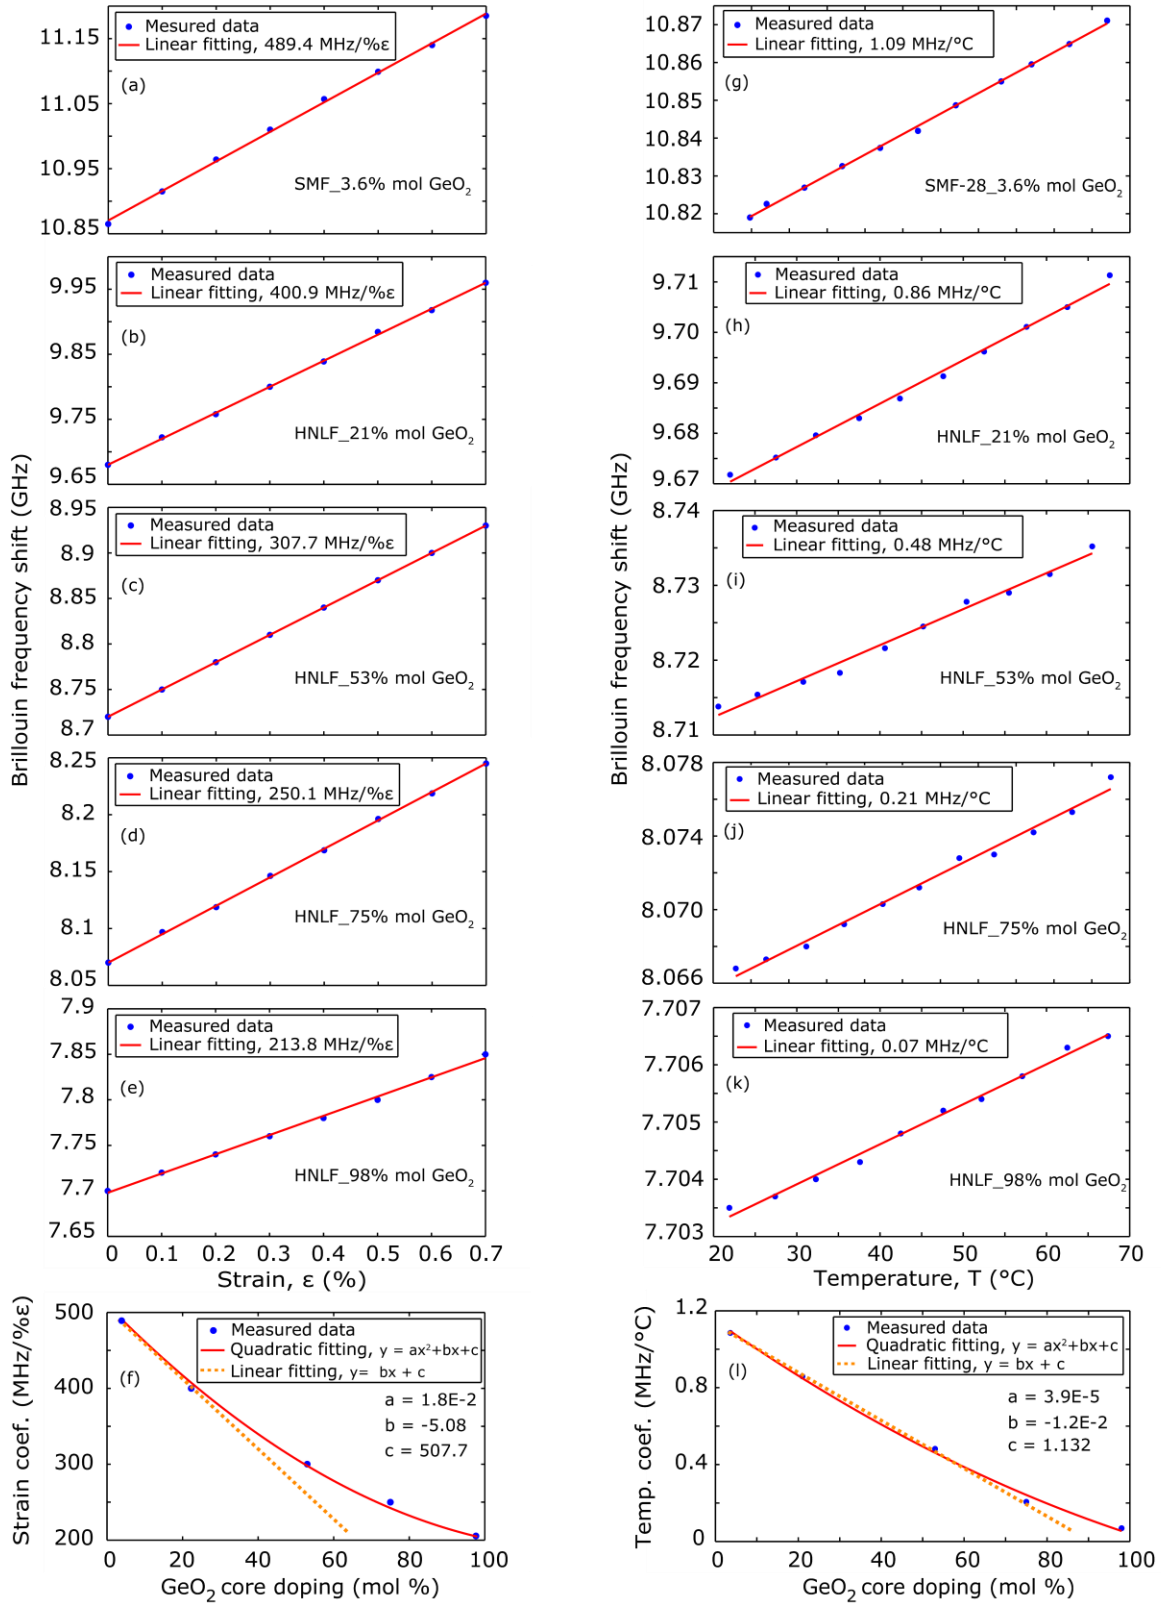 Brillouin frequency shift (GHz)
11.15
11.05
10.95
10.85
Mesured data
Linear fitting, 489.4 MHz/%ε
(a)
SMF_3.6% mol GeO₂
9.95
9.85
9.75
9.65
Measured data
Linear fitting, 400.9 MHz/%ε
(b)
HNLF_21% mol GeO₂
8.95
8.9
8.85
8.8
8.75
8.7
Measured data
Linear fitting, 307.7 MHz/%ε
(c)
HNLF_53% mol GeO₂
8.25
8.2
8.15
8.1
8.05
Measured data
Linear fitting, 250.1 MHz/%ε
(d)
HNLF_75% mol GeO₂
7.9
7.85
7.8
7.75
7.7
7.65
Measured data
Linear fitting, 213.8 MHz/%ε
(e)
HNLF_98% mol GeO₂
0 0.1 0.2 0.3 0.4 0.5 0.6 0.7
Strain, ε (%)
Strain coef. (MHz/%ε)
500
400
300
200
Measured data
Quadratic fitting, y = ax²+bx+c
Linear fitting, y= bx + c
(f)
a = 1.8E-2
b = -5.08
c = 507.7
0 20 40 60 80 100
GeO₂ core doping (mol %)
Brillouin frequency shift (GHz)
10.87
10.86
10.85
10.84
10.83
10.82
Measured data
Linear fitting, 1.09 MHz/°C
(g)
SMF-28_3.6% mol GeO₂
9.71
9.70
9.69
9.68
9.67
Measured data
Linear fitting, 0.86 MHz/°C
(h)
HNLF_21% mol GeO₂
8.74
8.73
8.72
8.71
Measured data
Linear fitting, 0.48 MHz/°C
(i)
HNLF_53% mol GeO₂
8.078
8.074
8.070
8.066
Measured data
Linear fitting, 0.21 MHz/°C
(j)
HNLF_75% mol GeO₂
7.707
7.706
7.705
7.704
7.703
Measured data
Linear fitting, 0.07 MHz/°C
(k)
HNLF_98% mol GeO₂
20 30 40 50 60 70
Temperature, T (°C)
Temp. coef. (MHz/°C)
1.2
0.8
0.4
0
Measured data
Quadratic fitting, y = ax²+bx+c
Linear fitting, y = bx + c
(l)
a = 3.9E-5
b = -1.2E-2
c = 1.132
0 20 40 60 80 100
GeO₂ core doping (mol %)